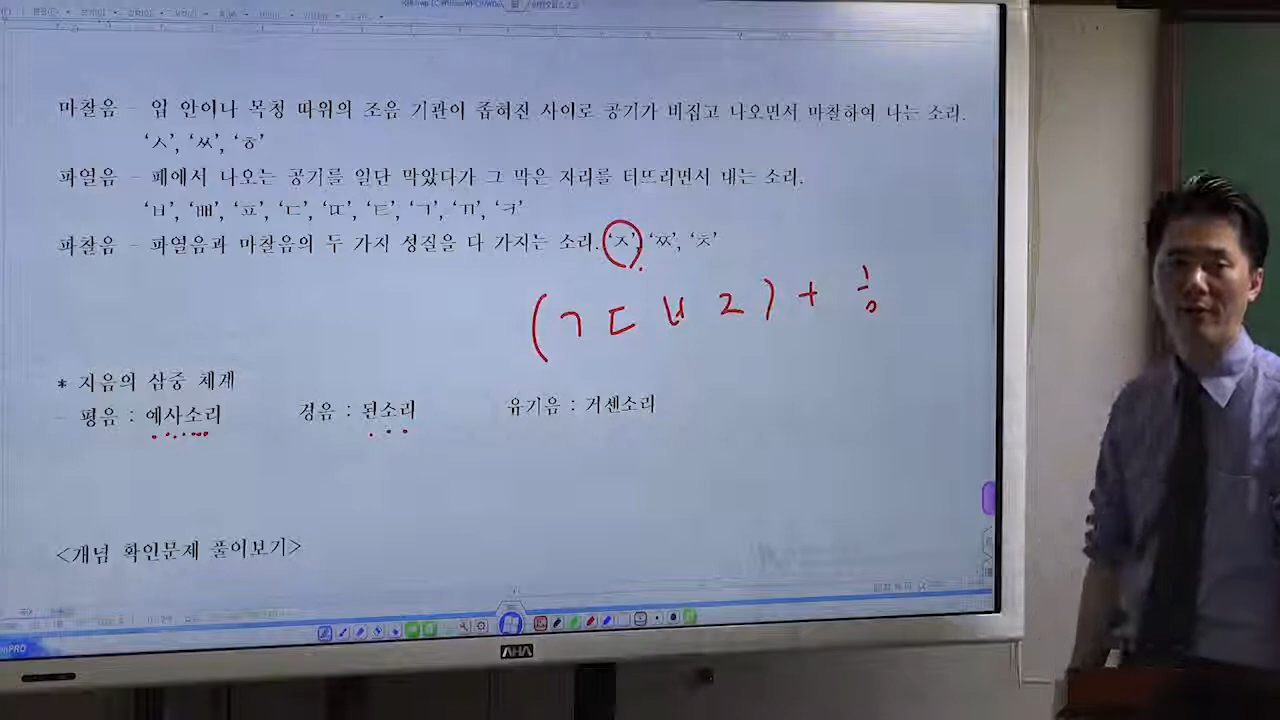 마찰음 - 입 안이나 목청 따위의 조음 기관이 좁혀진 사이로 공기가 비집고 나오면서 마찰하여 나는 소리.
‘ㅅ’, ‘ㅆ’, ‘ㅎ’
파열음 - 폐에서 나오는 공기를 일단 막았다가 그 막은 자리를 터뜨리면서 내는 소리.
‘ㅂ’, ‘ㅃ’, ‘ㅍ’, ‘ㄷ’, ‘ㄸ’, ‘ㅌ’, ‘ㄱ’, ‘ㄲ’, ‘ㅋ’
파찰음 - 파열음과 마찰음의 두 가지 성질을 다 가지는 소리. ‘ㅈ’, ‘ㅉ’, ‘ㅊ’
(ㄱ ㄷ ㅂ ㅈ) + ㅎ
* 자음의 삼중 체계
- 평음 : 예사소리 경음 : 된소리 유기음 : 거센소리
<개념 확인문제 풀어보기>
AHA